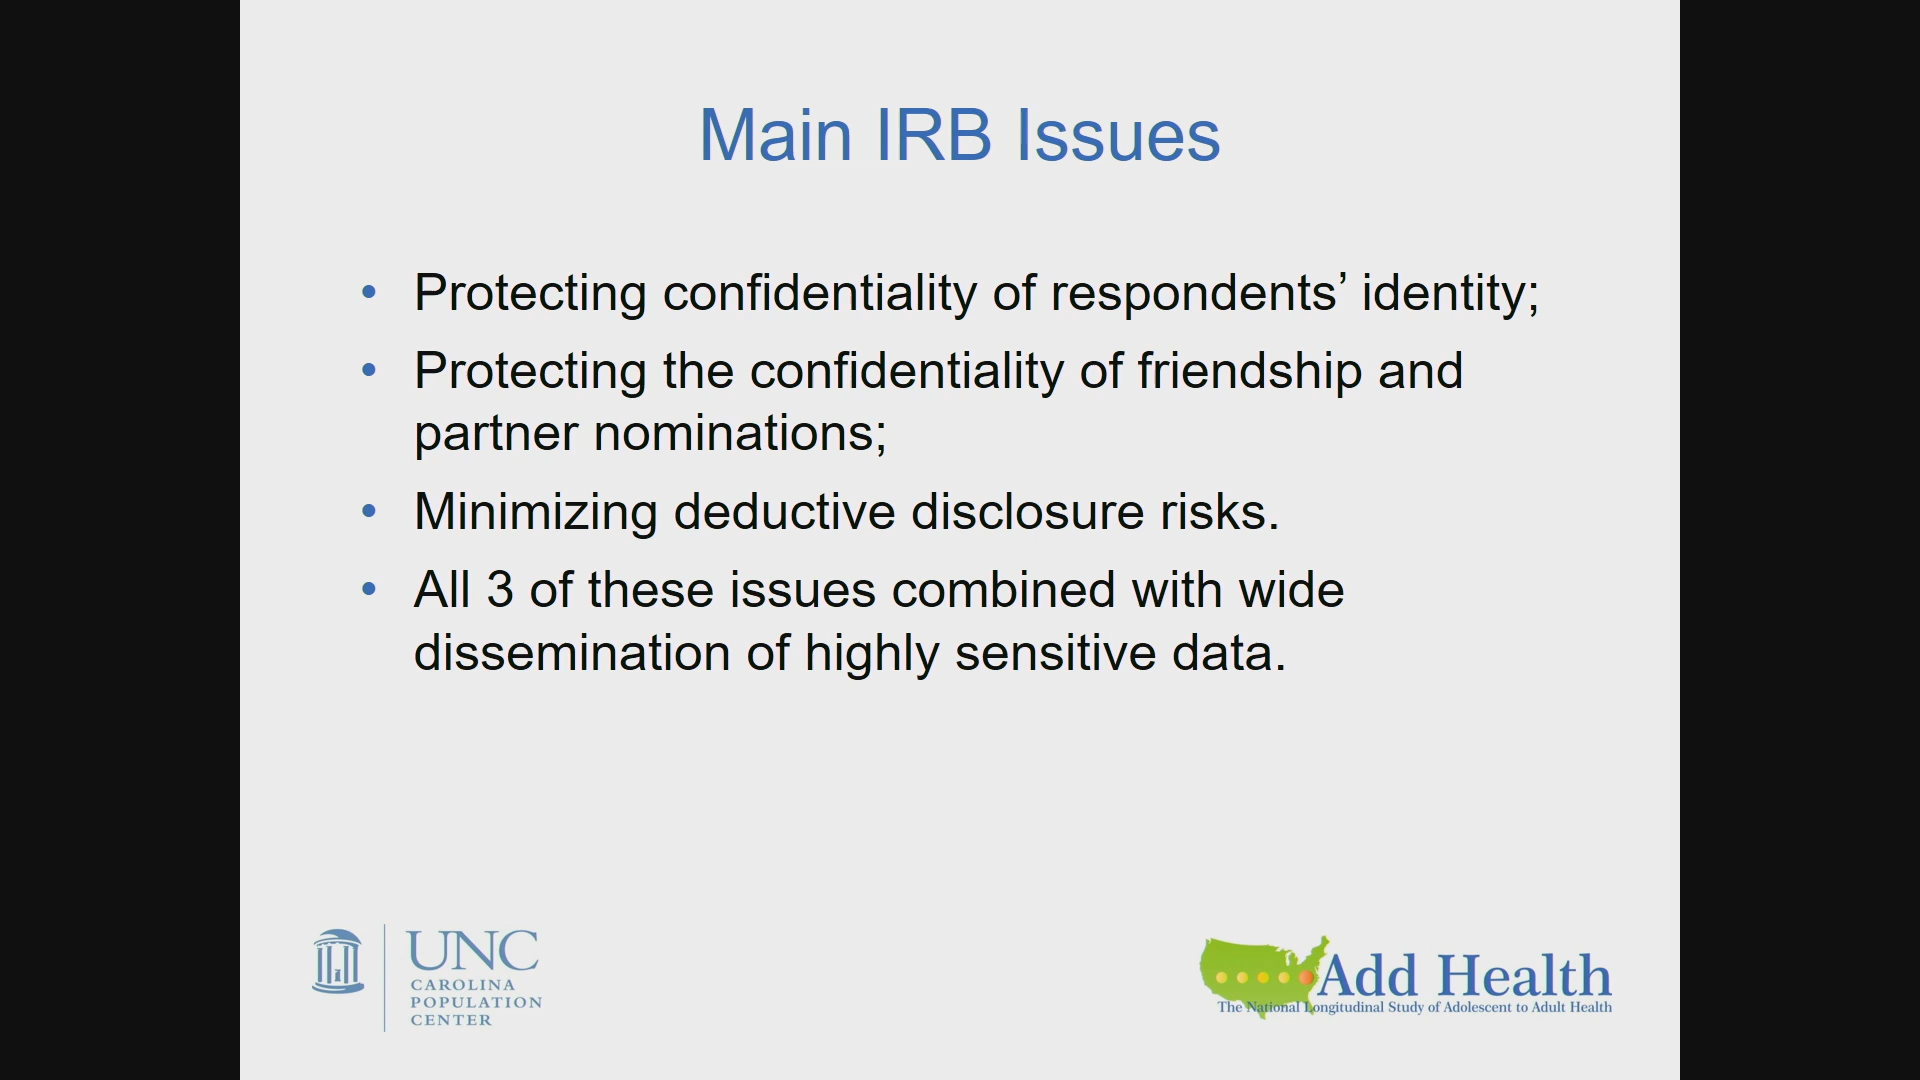 Main IRB Issues
• Protecting confidentiality of respondents’ identity;
• Protecting the confidentiality of friendship and
partner nominations;
• Minimizing deductive disclosure risks.
• All 3 of these issues combined with wide
dissemination of highly sensitive data.
UNC
CAROLINA
POPULATION
CENTER
Add Health
The National Longitudinal Study of Adolescent to Adult Health